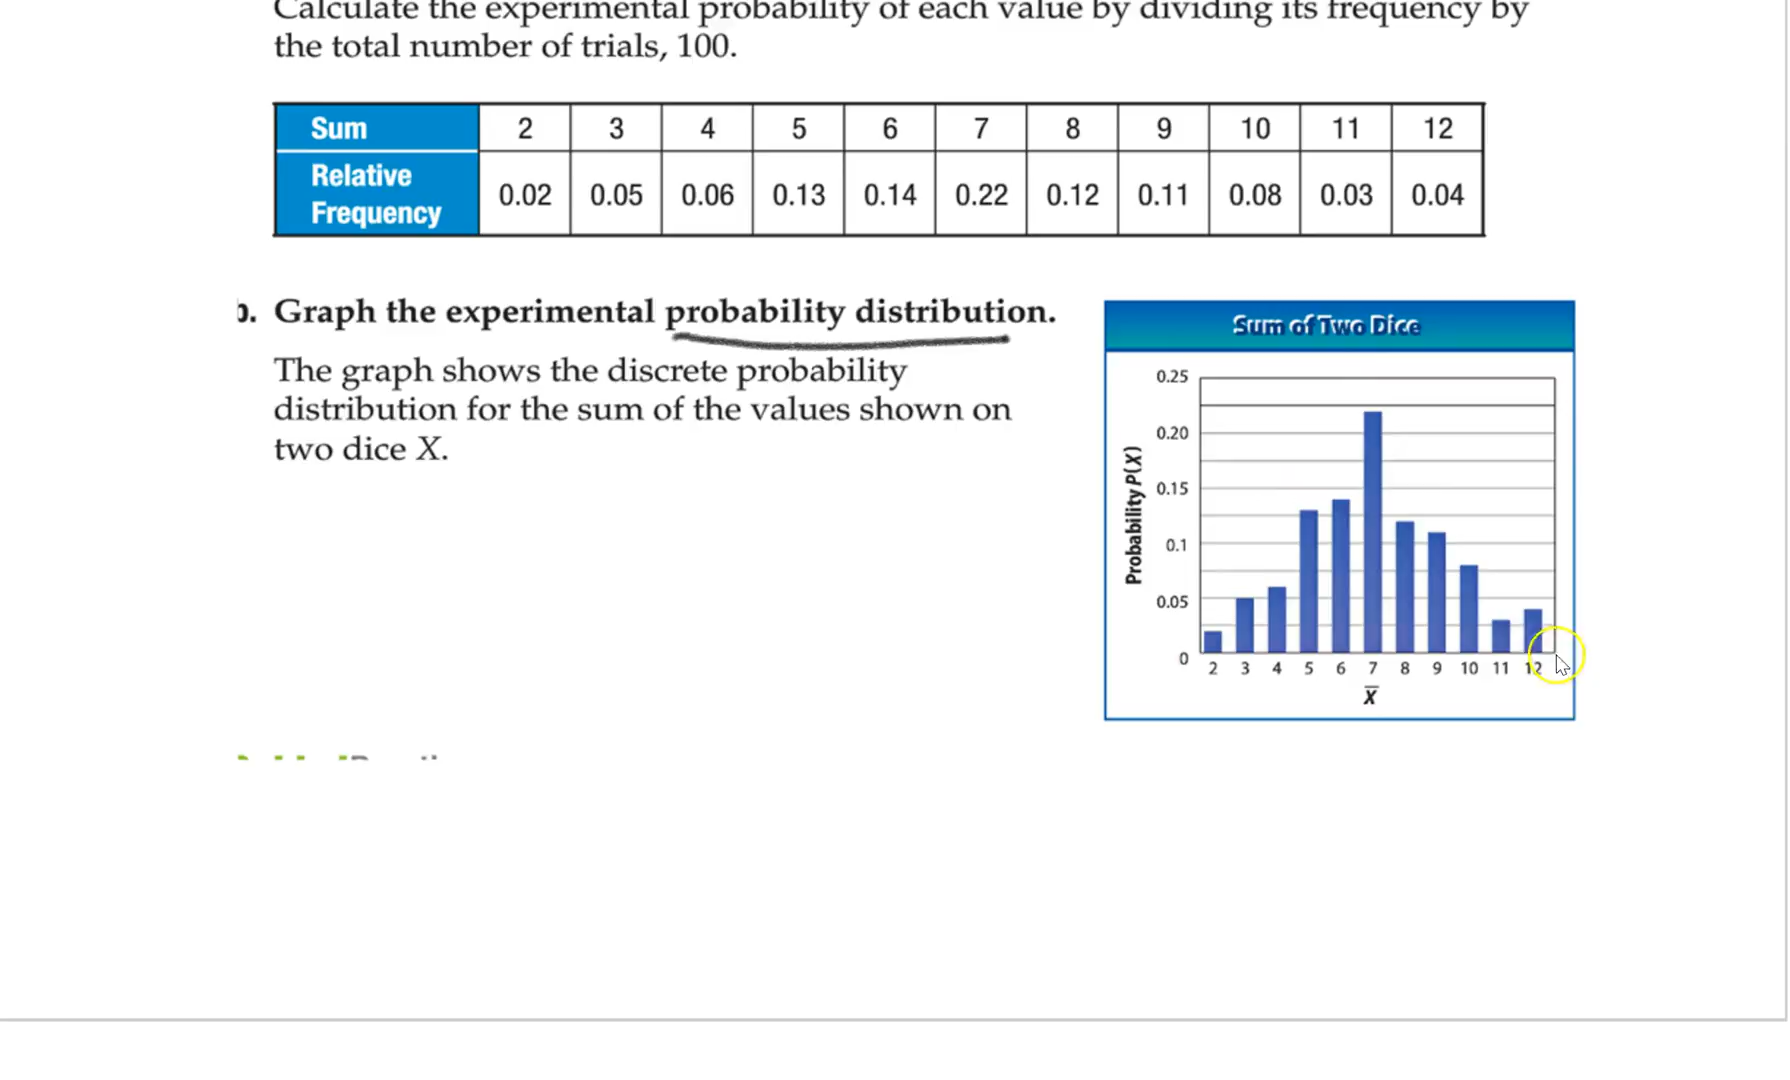 Calculate the experimental probability of each value by dividing its frequency by
the total number of trials, 100.
Sum 2 3 4 5 6 7 8 9 10 11 12
Relative Frequency 0.02 0.05 0.06 0.13 0.14 0.22 0.12 0.11 0.08 0.03 0.04
b. Graph the experimental probability distribution.
The graph shows the discrete probability
distribution for the sum of the values shown on
two dice X.
Sum of Two Dice
Probability P(X)
0.25
0.20
0.15
0.1
0.05
0
2 3 4 5 6 7 8 9 10 11 12
X̅